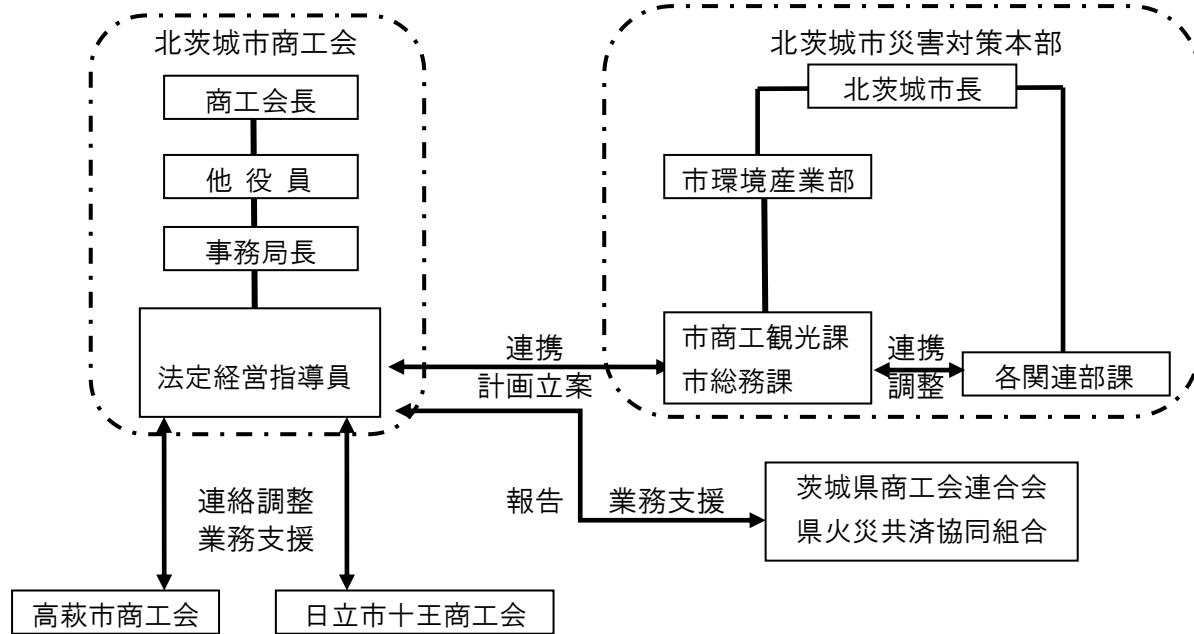 北茨城市商工会
商工会長
他 役 員
事務局長
法定経営指導員
北茨城市災害対策本部
北茨城市長
市環境産業部
市商工観光課
市総務課
連携
調整
各関連部課
連携
計画立案
報告
業務支援
茨城県商工会連合会
県火災共済協同組合
連絡調整
業務支援
高萩市商工会
日立市十王商工会